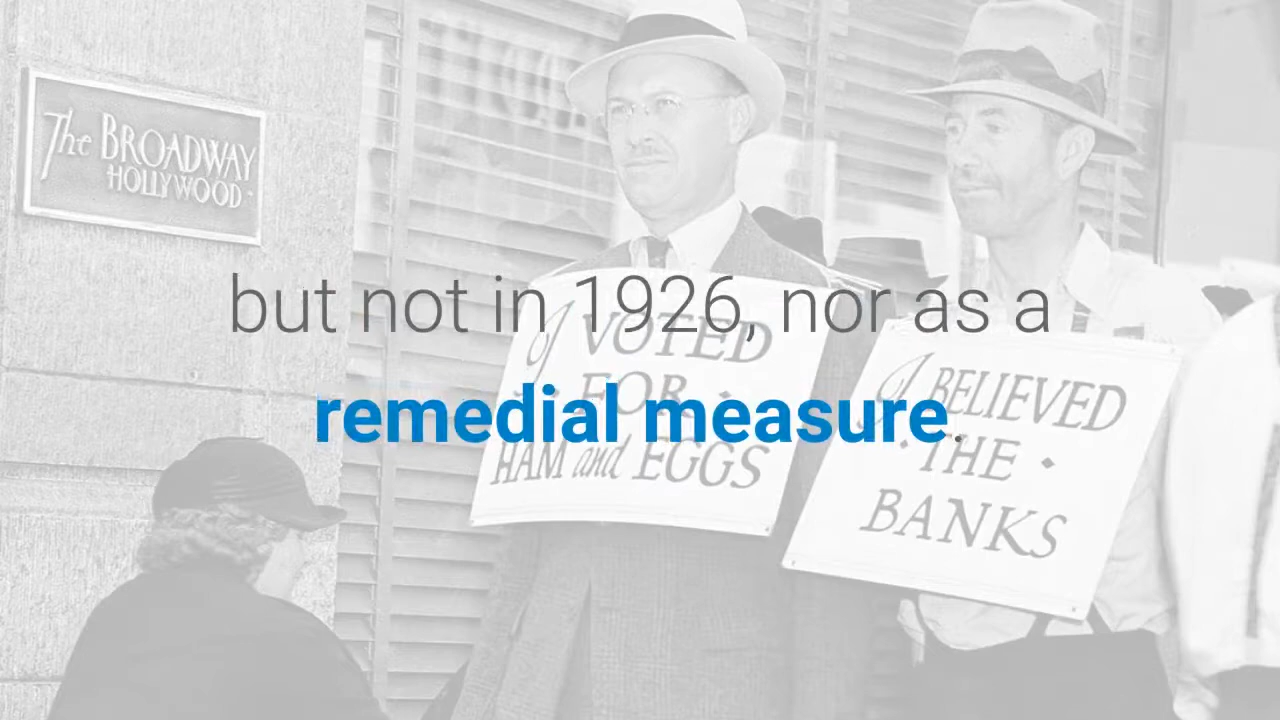 The BROADWAY
HOLLYWOOD
but not in 1926, nor as a
remedial measure.
I VOTED
FOR
HAM and EGGS
I BELIEVED
THE
BANKS